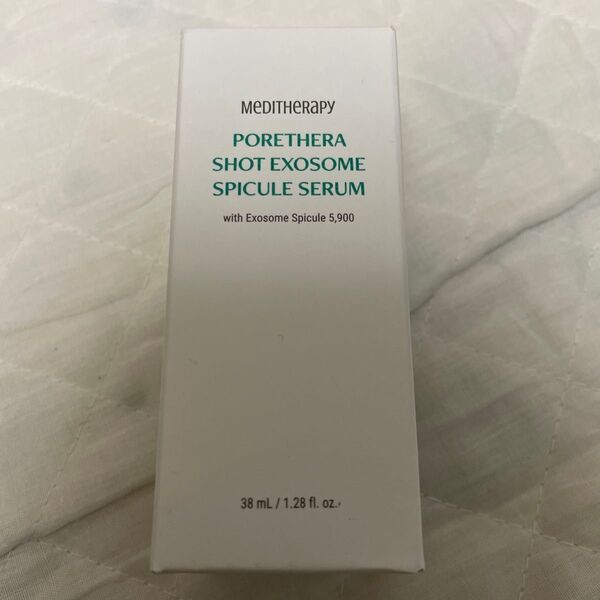 MEDITHERAPY
PORETHERA
SHOT EXOSOME
SPICULE SERUM
with Exosome Spicule 5,900
38 mL / 1.28 fl. oz.